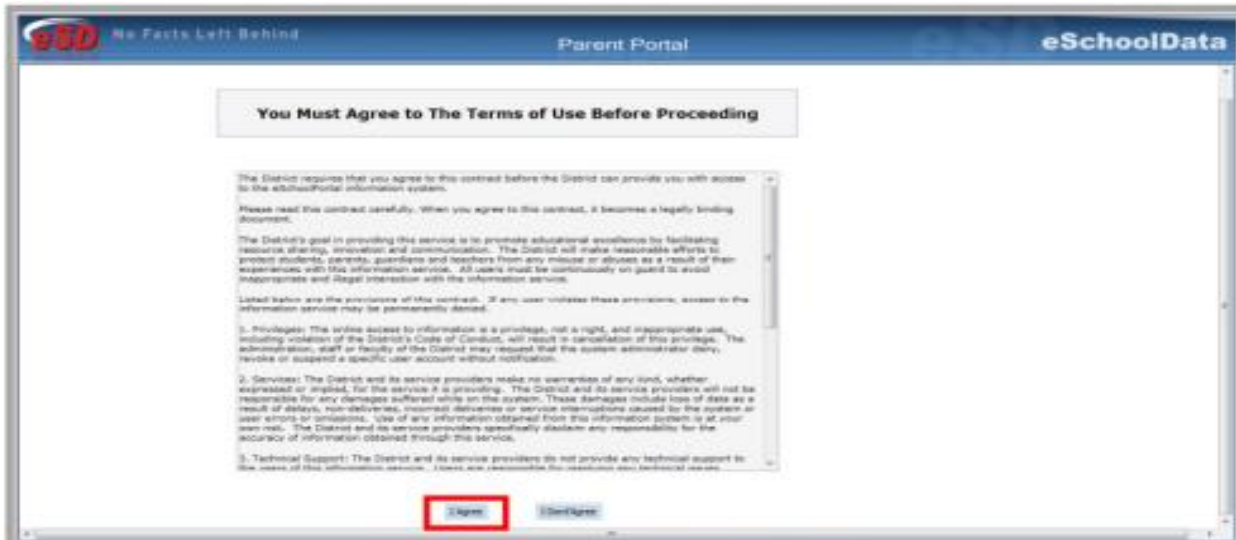 eSD No Facts Left Behind
Parent Portal
eSchoolData
You Must Agree to The Terms of Use Before Proceeding
The District requires that you agree to this contract before the District can provide you with access
to the eSchoolPortal information system.
Please read this contract carefully. When you agree to this contract, it becomes a legally binding
document.
The District's goal in providing this service is to promote educational excellence by facilitating
resource sharing, innovation and communication. The District will make reasonable efforts to
protect students, parents, guardians and teachers from any misuse or abuses as a result of their
experiences with this information service. All users must be continuously on guard to avoid
inappropriate and illegal interaction with the information service.
Listed below are the provisions of this contract. If any user violates these provisions, access to the
information service may be permanently denied.
1. Privileges: The online access to information is a privilege, not a right, and inappropriate use,
including violation of the District's Code of Conduct, will result in cancellation of this privilege. The
administration, staff or faculty of the District may request that the system administrator deny,
revoke or suspend a specific user account without notification.
2. Services: The District and its service providers make no warranties of any kind, whether
expressed or implied, for the service it is providing. The District and its service providers will not be
responsible for any damages suffered while on the system. These damages include loss of data as a
result of delays, non-deliveries, incorrect deliveries or service interruptions caused by the system or
user errors or omissions. Use of any information obtained from this information system is at your
own risk. The District and its service providers specifically disclaim any responsibility for the
accuracy of information obtained through this service.
3. Technical Support: The District and its service providers do not provide any technical support to
the users of this information service. Users are responsible for resolving any technical issues
I Agree
I Don't Agree